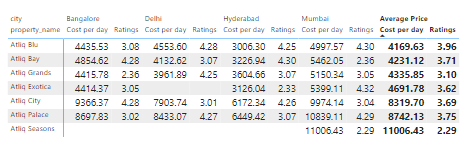 city Bangalore Delhi Hyderabad Mumbai Average Price
property_name Cost per day Ratings Cost per day Ratings Cost per day Ratings Cost per day Ratings Cost per day Ratings
Atliq Blu 4435.53 3.08 4553.60 4.28 3006.30 4.25 4997.57 4.30 4169.63 3.96
Atliq Bay 4854.62 4.28 4132.62 3.07 3226.94 4.30 5462.05 2.36 4231.12 3.71
Atliq Grands 4415.78 2.36 3961.89 4.25 3604.66 3.07 5150.34 3.05 4335.85 3.10
Atliq Exotica 4414.37 3.05 3126.04 2.33 5399.11 4.32 4691.78 3.62
Atliq City 9366.37 4.28 7903.74 3.01 6172.34 4.26 9974.14 3.04 8319.70 3.69
Atliq Palace 8697.83 3.02 8433.07 4.27 6449.42 3.07 10839.11 4.29 8742.13 3.75
Atliq Seasons 11006.43 2.29 11006.43 2.29